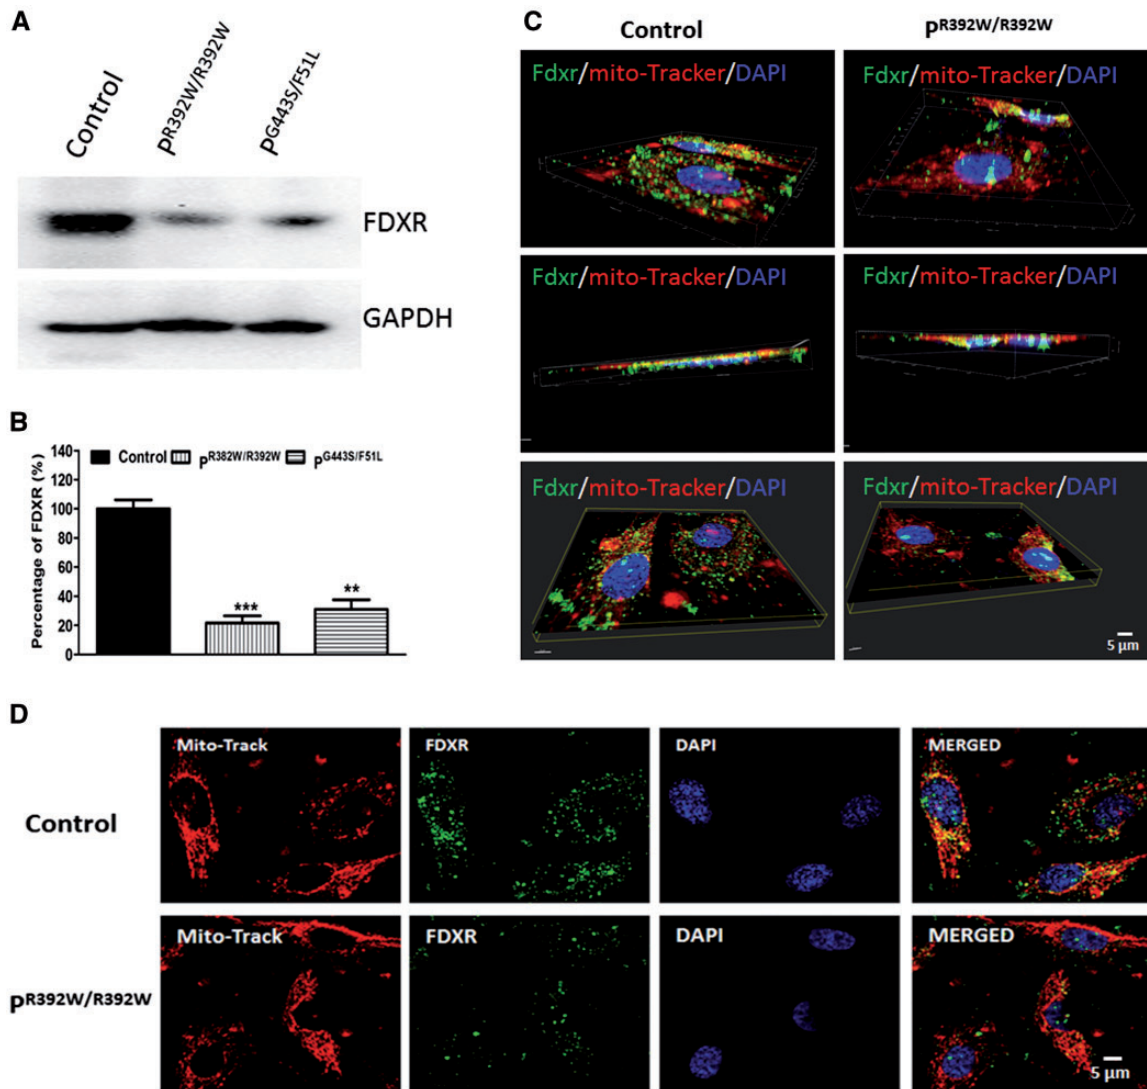 A
Control
pR392W/R392W
pG443S/F51L
FDXR
GAPDH
B
Percentage of FDXR (%)
140
120
100
80
60
40
20
0
Control
pR382W/R392W
pG443S/F51L
***
**
C
Control
pR392W/R392W
Fdxr/mito-Tracker/DAPI
Fdxr/mito-Tracker/DAPI
Fdxr/mito-Tracker/DAPI
Fdxr/mito-Tracker/DAPI
Fdxr/mito-Tracker/DAPI
Fdxr/mito-Tracker/DAPI
5 µm
D
Control
Mito-Track
FDXR
DAPI
MERGED
pR392W/R392W
Mito-Track
FDXR
DAPI
MERGED
5 µm